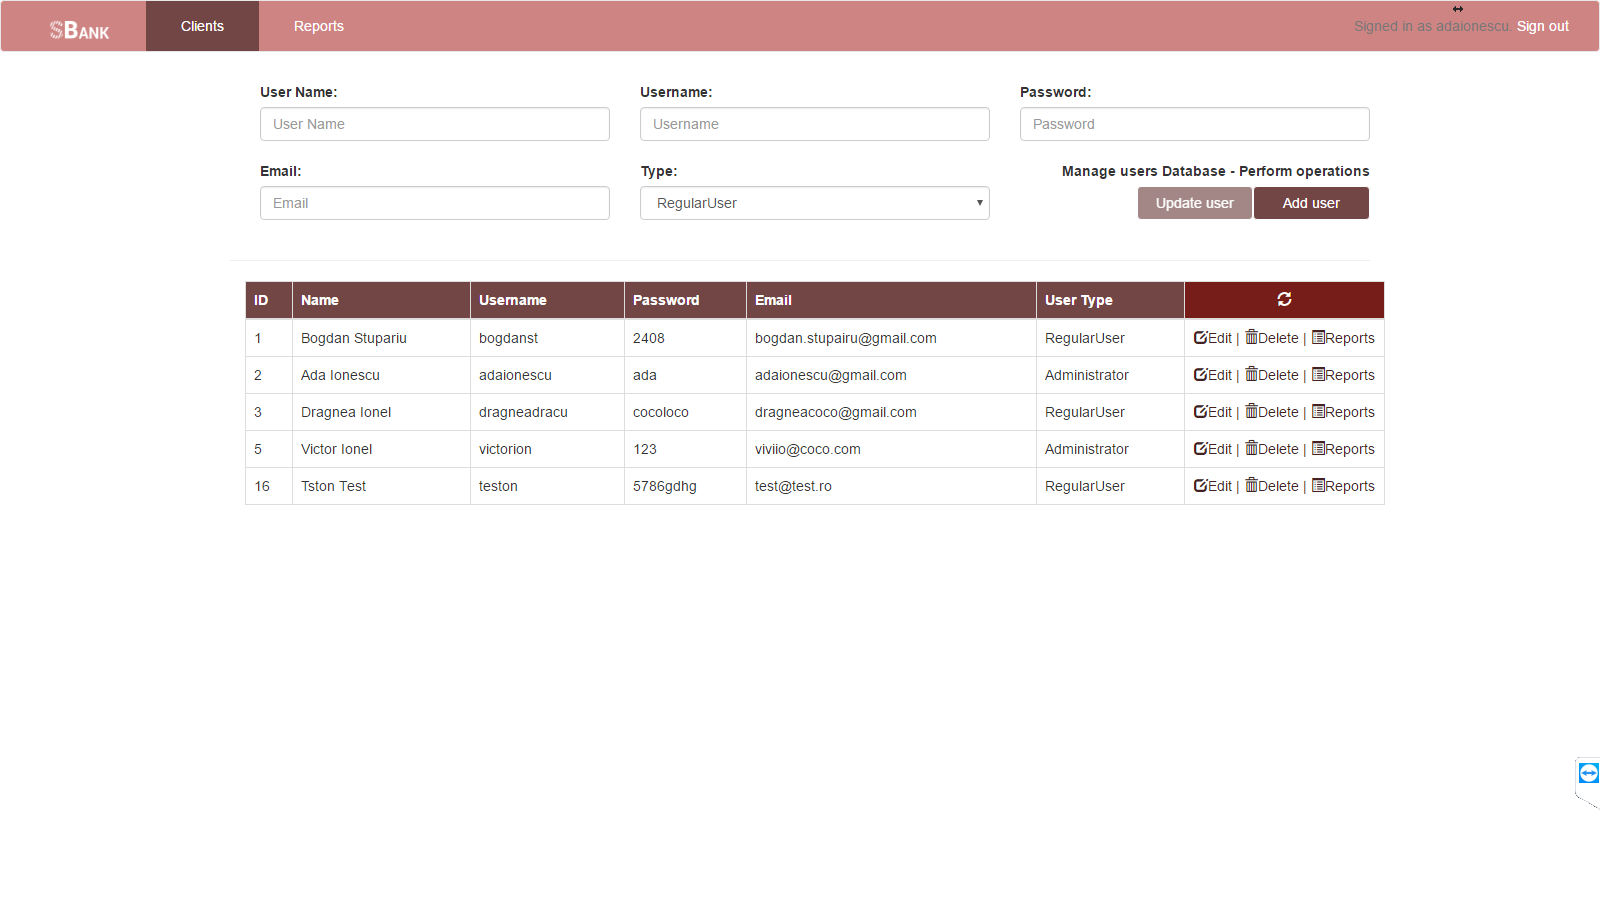 SBANK Clients Reports Signed in as adaionescu. Sign out
User Name: Username: Password:
User Name Username Password
Email: Type: Manage users Database - Perform operations
Email RegularUser Update user Add user
ID Name Username Password Email User Type
1 Bogdan Stupariu bogdanst 2408 bogdan.stupairu@gmail.com RegularUser Edit | Delete | Reports
2 Ada Ionescu adaionescu ada adaionescu@gmail.com Administrator Edit | Delete | Reports
3 Dragnea Ionel dragneadracu cocoloco dragneacoco@gmail.com RegularUser Edit | Delete | Reports
5 Victor Ionel victorion 123 viviio@coco.com Administrator Edit | Delete | Reports
16 Tston Test teston 5786gdhg test@test.ro RegularUser Edit | Delete | Reports